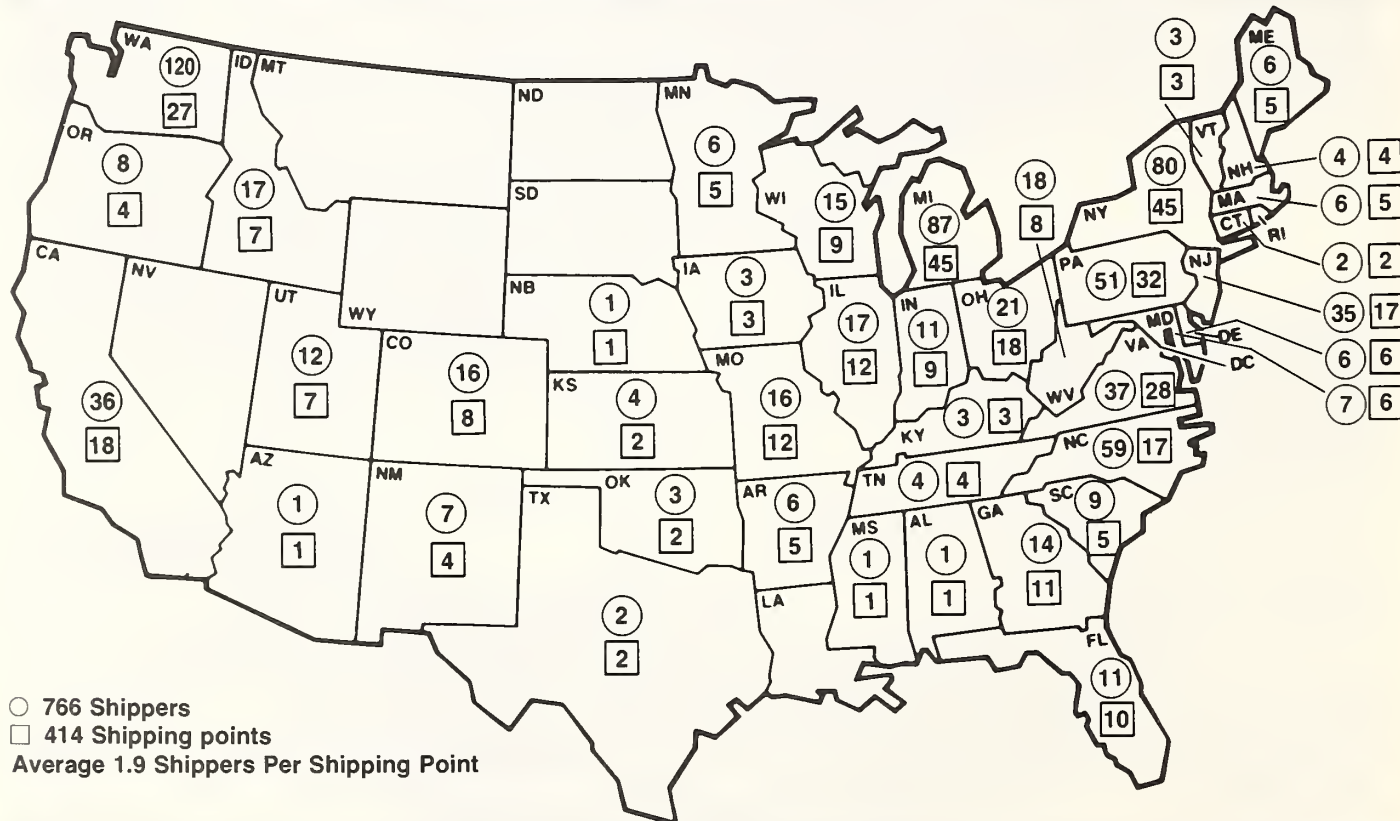 WA
120
27
ID
MT
ND
MN
6
5
OR
8
4
17
7
SD
WI
15
9
MI
87
45
18
8
3
3
ME
6
5
VT
NH
4 4
MA
6 5
NY
80
45
CT
RI
2 2
CA
36
18
NV
UT
12
7
WY
NB
1
1
IA
3
3
IL
17
12
IN
11
9
OH
21
18
PA
51 32
NJ
35 17
MD
DE
6 6
DC
7 6
CO
16
8
KS
4
2
MO
16
12
KY
3 3
WV
VA
37 28
AZ
1
1
NM
7
4
TX
2
2
OK
3
2
AR
6
5
TN
4 4
NC
59 17
SC
9
5
MS
1
1
AL
1
1
GA
14
11
LA
FL
11
10
766 Shippers
414 Shipping points
Average 1.9 Shippers Per Shipping Point